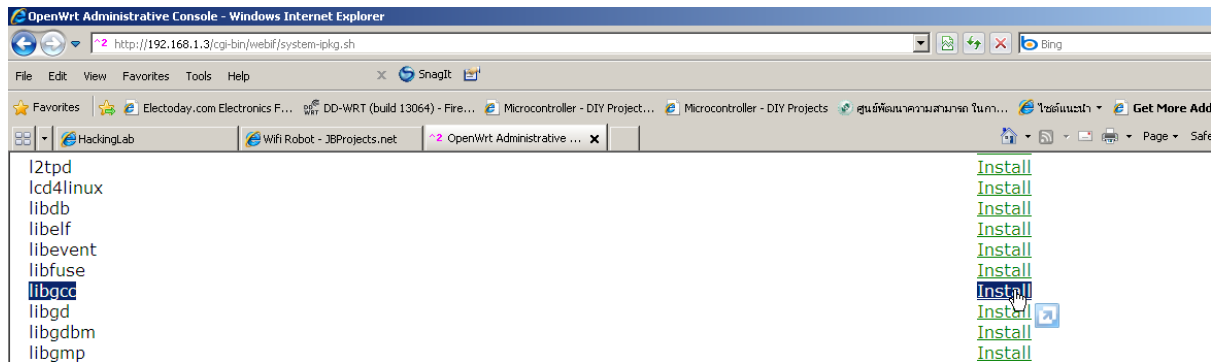 OpenWrt Administrative Console - Windows Internet Explorer
http://192.168.1.3/cgi-bin/webif/system-ipkg.sh Bing
File Edit View Favorites Tools Help X SnagIt
Favorites Electoday.com Electronics F... DD-WRT (build 13064) - Fire... Microcontroller - DIY Project... Microcontroller - DIY Projects ศูนย์พัฒนาความสามารถ ในกา... ไซต์แนะนำ Get More Add
HackingLab Wifi Robot - JBProjects.net OpenWrt Administrative ... X Page Safe
l2tpd Install
lcd4linux Install
libdb Install
libelf Install
libevent Install
libfuse Install
libgcc Install
libgd Install
libgdbm Install
libgmp Install